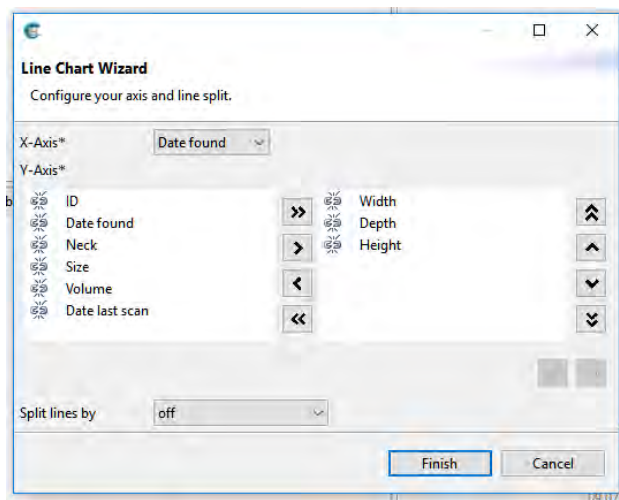 Line Chart Wizard
Configure your axis and line split.
X-Axis* Date found
Y-Axis*
ID
Date found
Neck
Size
Volume
Date last scan
Width
Depth
Height
Split lines by off
Finish Cancel